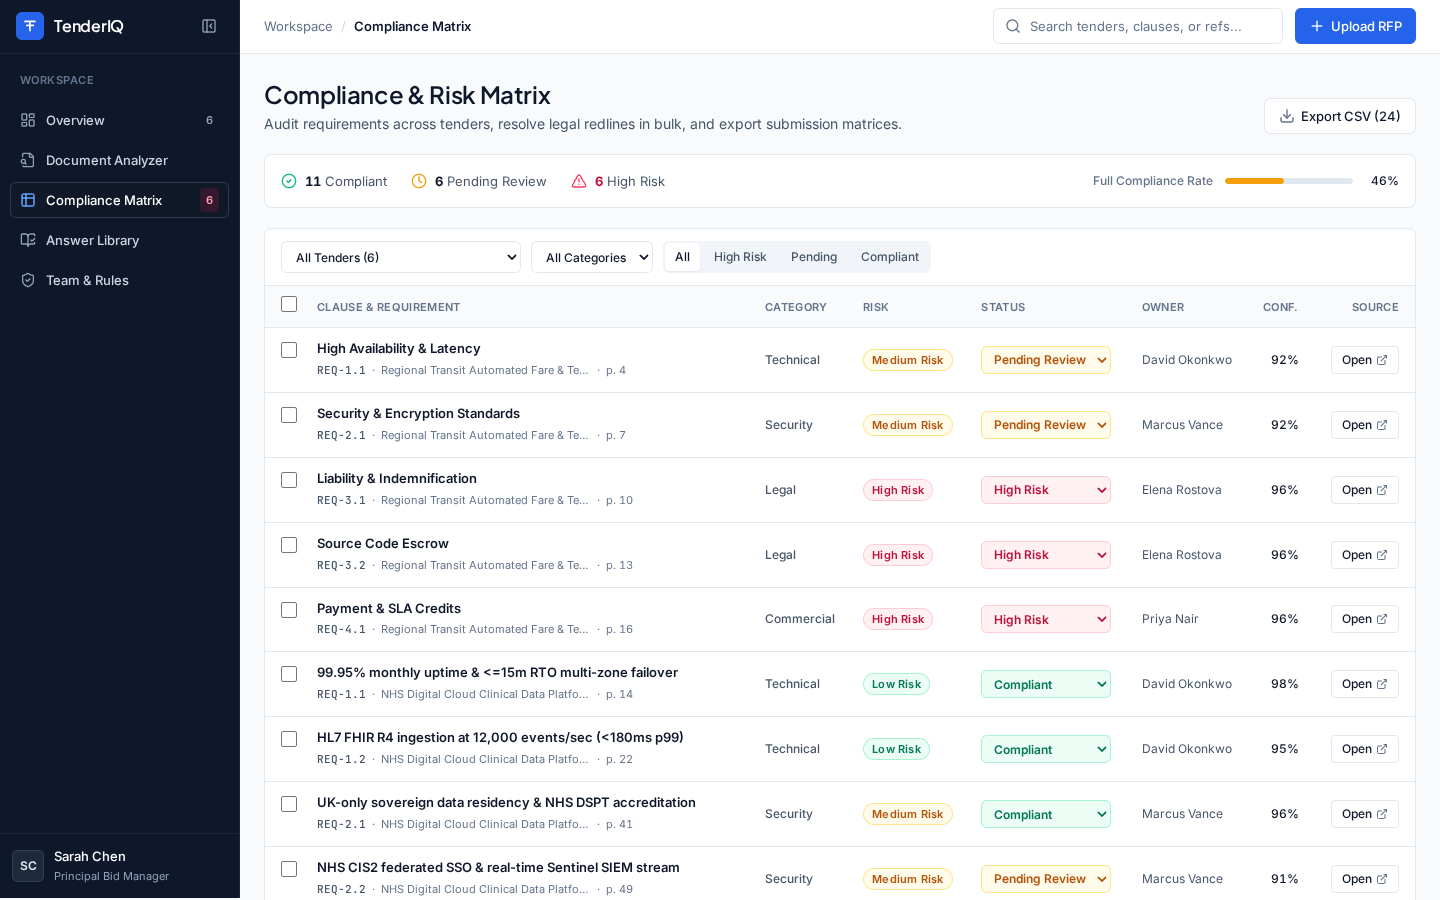 TenderIQ
WORKSPACE
Overview 6
Document Analyzer
Compliance Matrix 6
Answer Library
Team & Rules
SC
Sarah Chen
Principal Bid Manager
Workspace / Compliance Matrix
Search tenders, clauses, or refs...
Upload RFP
Compliance & Risk Matrix
Audit requirements across tenders, resolve legal redlines in bulk, and export submission matrices.
Export CSV (24)
11 Compliant 6 Pending Review 6 High Risk Full Compliance Rate 46%
All Tenders (6) All Categories All High Risk Pending Compliant
CLAUSE & REQUIREMENT CATEGORY RISK STATUS OWNER CONF. SOURCE
High Availability & Latency
REQ-1.1 · Regional Transit Automated Fare & Te... · p. 4
Technical Medium Risk Pending Review David Okonkwo 92% Open
Security & Encryption Standards
REQ-2.1 · Regional Transit Automated Fare & Te... · p. 7
Security Medium Risk Pending Review Marcus Vance 92% Open
Liability & Indemnification
REQ-3.1 · Regional Transit Automated Fare & Te... · p. 10
Legal High Risk High Risk Elena Rostova 96% Open
Source Code Escrow
REQ-3.2 · Regional Transit Automated Fare & Te... · p. 13
Legal High Risk High Risk Elena Rostova 96% Open
Payment & SLA Credits
REQ-4.1 · Regional Transit Automated Fare & Te... · p. 16
Commercial High Risk High Risk Priya Nair 96% Open
99.95% monthly uptime & <=15m RTO multi-zone failover
REQ-1.1 · NHS Digital Cloud Clinical Data Platfo... · p. 14
Technical Low Risk Compliant David Okonkwo 98% Open
HL7 FHIR R4 ingestion at 12,000 events/sec (<180ms p99)
REQ-1.2 · NHS Digital Cloud Clinical Data Platfo... · p. 22
Technical Low Risk Compliant David Okonkwo 95% Open
UK-only sovereign data residency & NHS DSPT accreditation
REQ-2.1 · NHS Digital Cloud Clinical Data Platfo... · p. 41
Security Medium Risk Compliant Marcus Vance 96% Open
NHS CIS2 federated SSO & real-time Sentinel SIEM stream
REQ-2.2 · NHS Digital Cloud Clinical Data Platfo... · p. 49
Security Medium Risk Pending Review Marcus Vance 91% Open